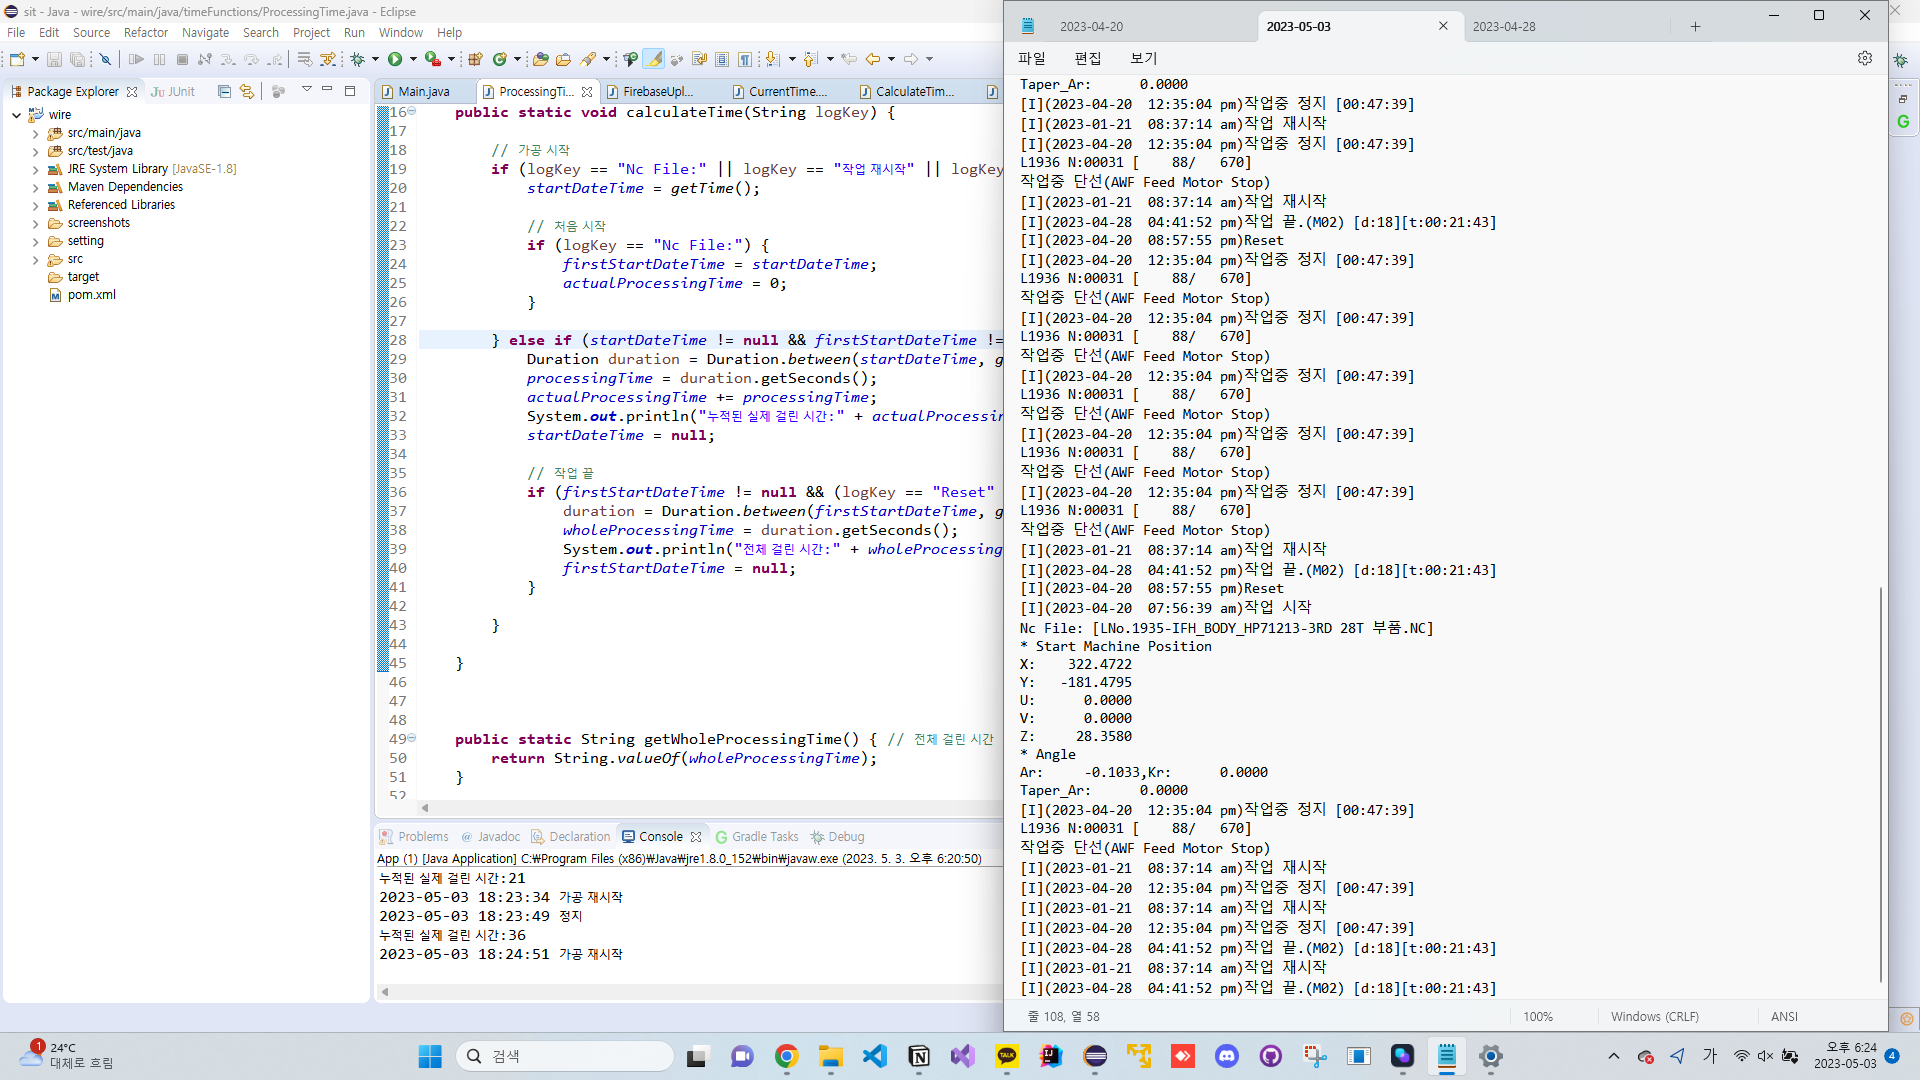 sit - Java - wire/src/main/java/timeFunctions/ProcessingTime.java - Eclipse
File Edit Source Refactor Navigate Search Project Run Window Help
Package Explorer JUnit
wire
src/main/java
src/test/java
JRE System Library [JavaSE-1.8]
Maven Dependencies
Referenced Libraries
screenshots
setting
src
target
pom.xml
Main.java ProcessingTi... FirebaseUpl... CurrentTime.... CalculateTim...
16 public static void calculateTime(String logKey) {
17
18 // 가공 시작
19 if (logKey == "Nc File:" || logKey == "작업 재시작" || logKey
20 startDateTime = getTime();
21
22 // 처음 시작
23 if (logKey == "Nc File:") {
24 firstStartDateTime = startDateTime;
25 actualProcessingTime = 0;
26 }
27
28 } else if (startDateTime != null && firstStartDateTime !=
29 Duration duration = Duration.between(startDateTime, g
30 processingTime = duration.getSeconds();
31 actualProcessingTime += processingTime;
32 System.out.println("누적된 실제 걸린 시간:" + actualProcessin
33 startDateTime = null;
34
35 // 작업 끝
36 if (firstStartDateTime != null && (logKey == "Reset"
37 duration = Duration.between(firstStartDateTime, g
38 wholeProcessingTime = duration.getSeconds();
39 System.out.println("전체 걸린 시간:" + wholeProcessing
40 firstStartDateTime = null;
41 }
42
43 }
44
45 }
46
47
48
49 public static String getWholeProcessingTime() { // 전체 걸린 시간
50 return String.valueOf(wholeProcessingTime);
51 }
52
Problems Javadoc Declaration Console Gradle Tasks Debug
App (1) [Java Application] C:₩Program Files (x86)₩Java₩jre1.8.0_152₩bin₩javaw.exe (2023. 5. 3. 오후 6:20:50)
누적된 실제 걸린 시간:21
2023-05-03 18:23:34 가공 재시작
2023-05-03 18:23:49 정지
누적된 실제 걸린 시간:36
2023-05-03 18:24:51 가공 재시작
2023-04-20 2023-05-03 2023-04-28
파일 편집 보기
Taper_Ar: 0.0000
[I](2023-04-20 12:35:04 pm)작업중 정지 [00:47:39]
[I](2023-01-21 08:37:14 am)작업 재시작
[I](2023-04-20 12:35:04 pm)작업중 정지 [00:47:39]
L1936 N:00031 [ 88/ 670]
작업중 단선(AWF Feed Motor Stop)
[I](2023-01-21 08:37:14 am)작업 재시작
[I](2023-04-28 04:41:52 pm)작업 끝.(M02) [d:18][t:00:21:43]
[I](2023-04-20 08:57:55 pm)Reset
[I](2023-04-20 12:35:04 pm)작업중 정지 [00:47:39]
L1936 N:00031 [ 88/ 670]
작업중 단선(AWF Feed Motor Stop)
[I](2023-04-20 12:35:04 pm)작업중 정지 [00:47:39]
L1936 N:00031 [ 88/ 670]
작업중 단선(AWF Feed Motor Stop)
[I](2023-04-20 12:35:04 pm)작업중 정지 [00:47:39]
L1936 N:00031 [ 88/ 670]
작업중 단선(AWF Feed Motor Stop)
[I](2023-04-20 12:35:04 pm)작업중 정지 [00:47:39]
L1936 N:00031 [ 88/ 670]
작업중 단선(AWF Feed Motor Stop)
[I](2023-04-20 12:35:04 pm)작업중 정지 [00:47:39]
L1936 N:00031 [ 88/ 670]
작업중 단선(AWF Feed Motor Stop)
[I](2023-01-21 08:37:14 am)작업 재시작
[I](2023-04-28 04:41:52 pm)작업 끝.(M02) [d:18][t:00:21:43]
[I](2023-04-20 08:57:55 pm)Reset
[I](2023-04-20 07:56:39 am)작업 시작
Nc File: [LNo.1935-IFH_BODY_HP71213-3RD 28T 부품.NC]
* Start Machine Position
X: 322.4722
Y: -181.4795
U: 0.0000
V: 0.0000
Z: 28.3580
* Angle
Ar: -0.1033,Kr: 0.0000
Taper_Ar: 0.0000
[I](2023-04-20 12:35:04 pm)작업중 정지 [00:47:39]
L1936 N:00031 [ 88/ 670]
작업중 단선(AWF Feed Motor Stop)
[I](2023-01-21 08:37:14 am)작업 재시작
[I](2023-04-20 12:35:04 pm)작업중 정지 [00:47:39]
[I](2023-01-21 08:37:14 am)작업 재시작
[I](2023-04-20 12:35:04 pm)작업중 정지 [00:47:39]
[I](2023-04-28 04:41:52 pm)작업 끝.(M02) [d:18][t:00:21:43]
[I](2023-01-21 08:37:14 am)작업 재시작
[I](2023-04-28 04:41:52 pm)작업 끝.(M02) [d:18][t:00:21:43]
줄 108, 열 58 100% Windows (CRLF) ANSI
1 24°C
대체로 흐림
검색
TALK
가
오후 6:24
2023-05-03
4